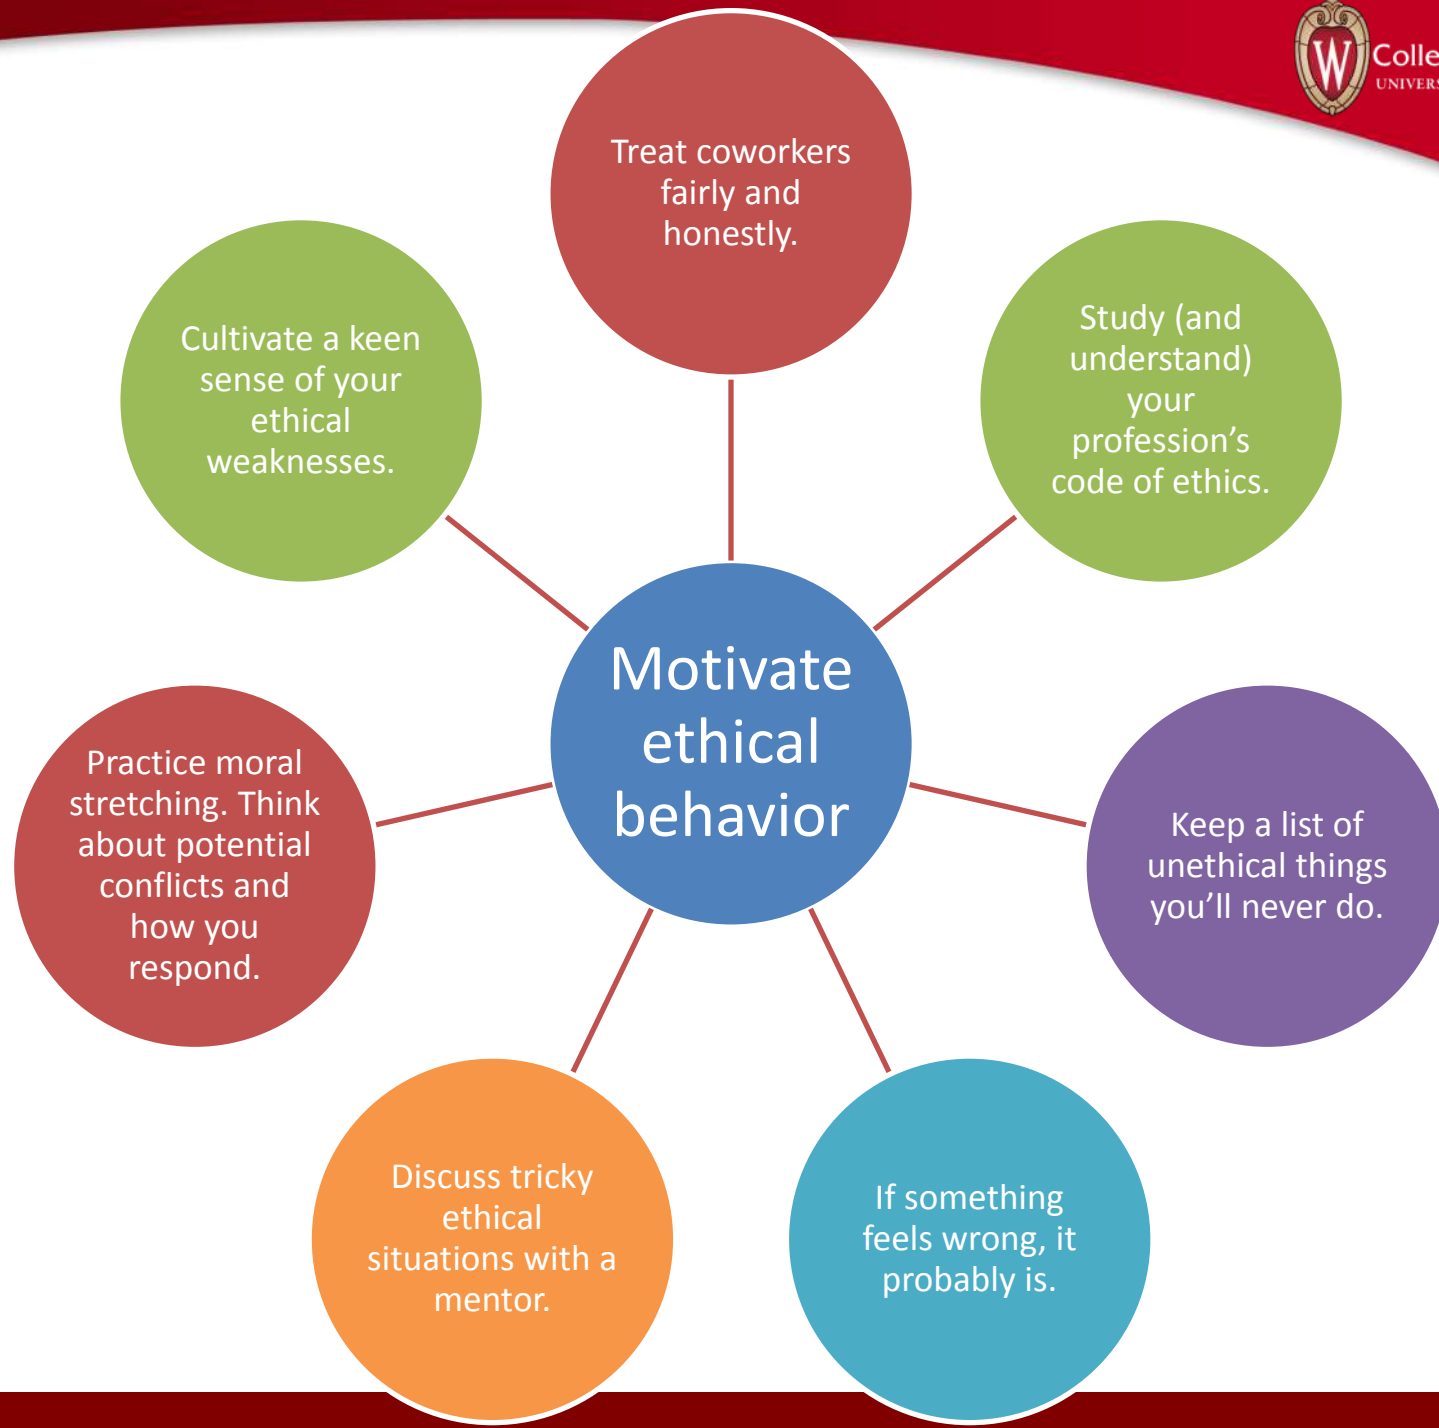 W
Treat coworkers
fairly and
honestly.
Study (and
understand)
your
profession’s
code of ethics.
Keep a list of
unethical things
you’ll never do.
If something
feels wrong, it
probably is.
Discuss tricky
ethical
situations with a
mentor.
Practice moral
stretching. Think
about potential
conflicts and
how you
respond.
Cultivate a keen
sense of your
ethical
weaknesses.
Motivate
ethical
behavior